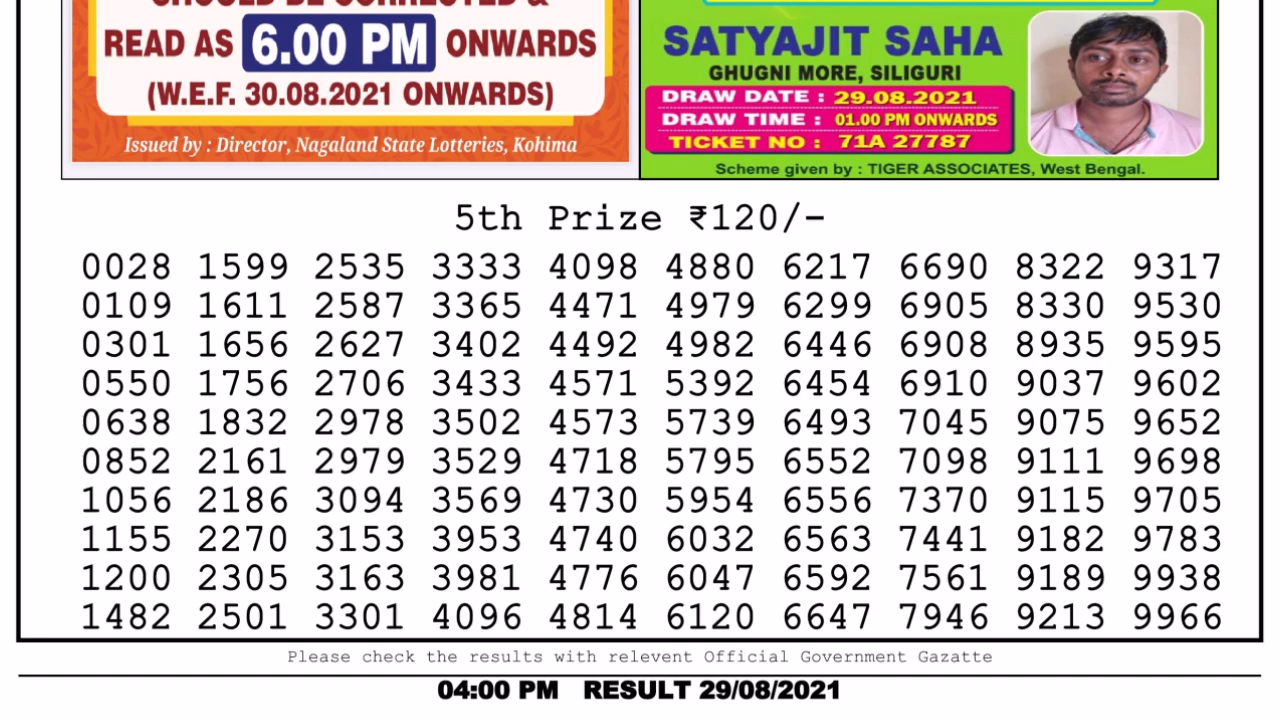 SHOULD BE CORRECTED &
READ AS 6.00 PM ONWARDS
(W.E.F. 30.08.2021 ONWARDS)
Issued by : Director, Nagaland State Lotteries, Kohima
SATYAJIT SAHA
GHUGNI MORE, SILIGURI
DRAW DATE : 29.08.2021
DRAW TIME : 01.00 PM ONWARDS
TICKET NO : 71A 27787
Scheme given by : TIGER ASSOCIATES, West Bengal.
5th Prize ₹120/-
0028 1599 2535 3333 4098 4880 6217 6690 8322 9317
0109 1611 2587 3365 4471 4979 6299 6905 8330 9530
0301 1656 2627 3402 4492 4982 6446 6908 8935 9595
0550 1756 2706 3433 4571 5392 6454 6910 9037 9602
0638 1832 2978 3502 4573 5739 6493 7045 9075 9652
0852 2161 2979 3529 4718 5795 6552 7098 9111 9698
1056 2186 3094 3569 4730 5954 6556 7370 9115 9705
1155 2270 3153 3953 4740 6032 6563 7441 9182 9783
1200 2305 3163 3981 4776 6047 6592 7561 9189 9938
1482 2501 3301 4096 4814 6120 6647 7946 9213 9966
Please check the results with relevent Official Government Gazatte
04:00 PM RESULT 29/08/2021